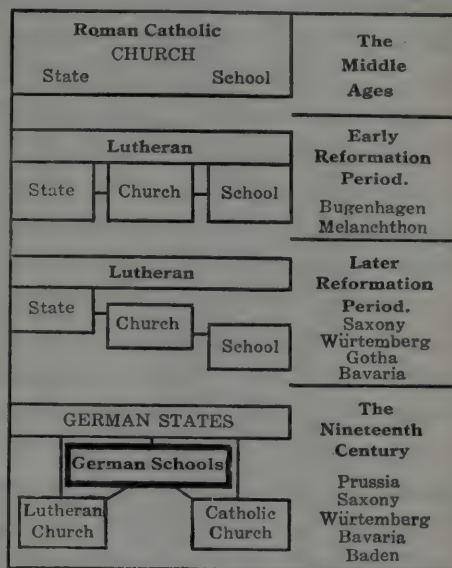 Roman Catholic
CHURCH
State School
The
Middle
Ages
Lutheran
State Church School
Early
Reformation
Period.
Bugenhagen
Melanchthon
Lutheran
State
Church
School
Later
Reformation
Period.
Saxony
Würtemberg
Gotha
Bavaria
GERMAN STATES
German Schools
Lutheran
Church
Catholic
Church
The
Nineteenth
Century
Prussia
Saxony
Würtemberg
Bavaria
Baden